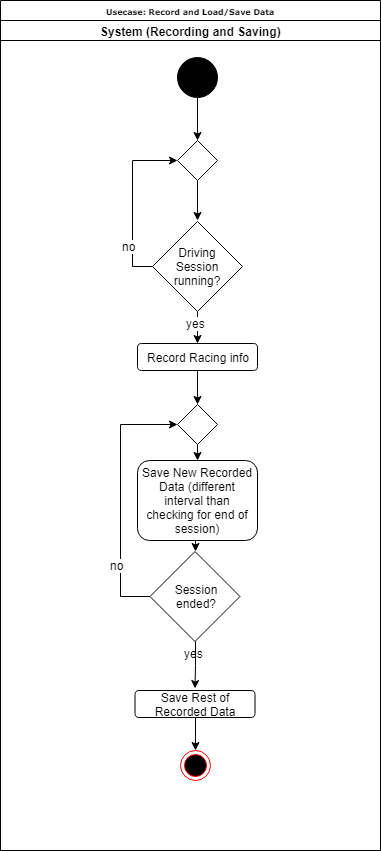 Usecase: Record and Load/Save Data
System (Recording and Saving)
Driving
Session
running?
no
yes
Record Racing info
Save New Recorded
Data (different
interval than
checking for end of
session)
no
Session
ended?
yes
Save Rest of
Recorded Data